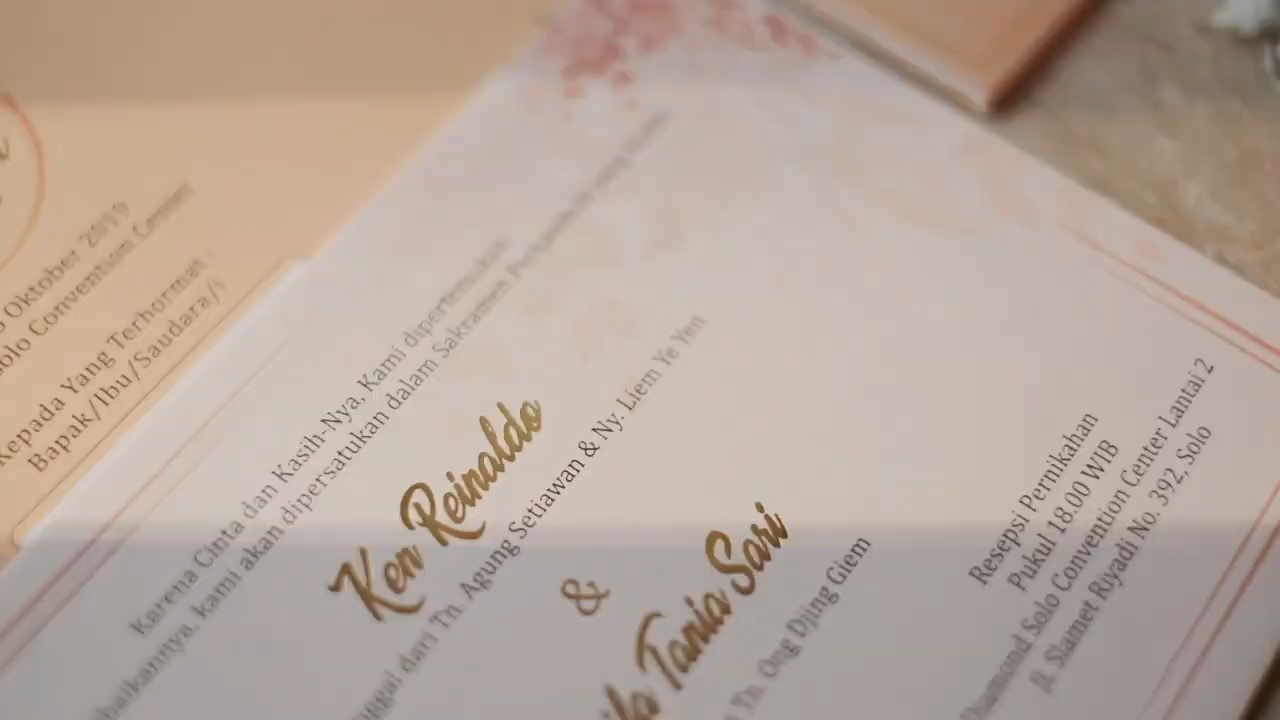 Oktober 2019
Solo Convention Center
Kepada Yang Terhormat :
Bapak/Ibu/Saudara/i
Karena Cinta dan Kasih-Nya, Kami dipertemukan
kami akan dipersatukan dalam Sakramen Perkawinan yang
Ken Reinaldo
dari Tn. Agung Setiawan & Ny. Liem Ye Yen
&
Tania Sari
Tn. Ong Djing Giem
Resepsi Pernikahan
Pukul 18.00 WIB
Diamond Solo Convention Center Lantai 2
Jl. Slamet Riyadi No. 392, Solo